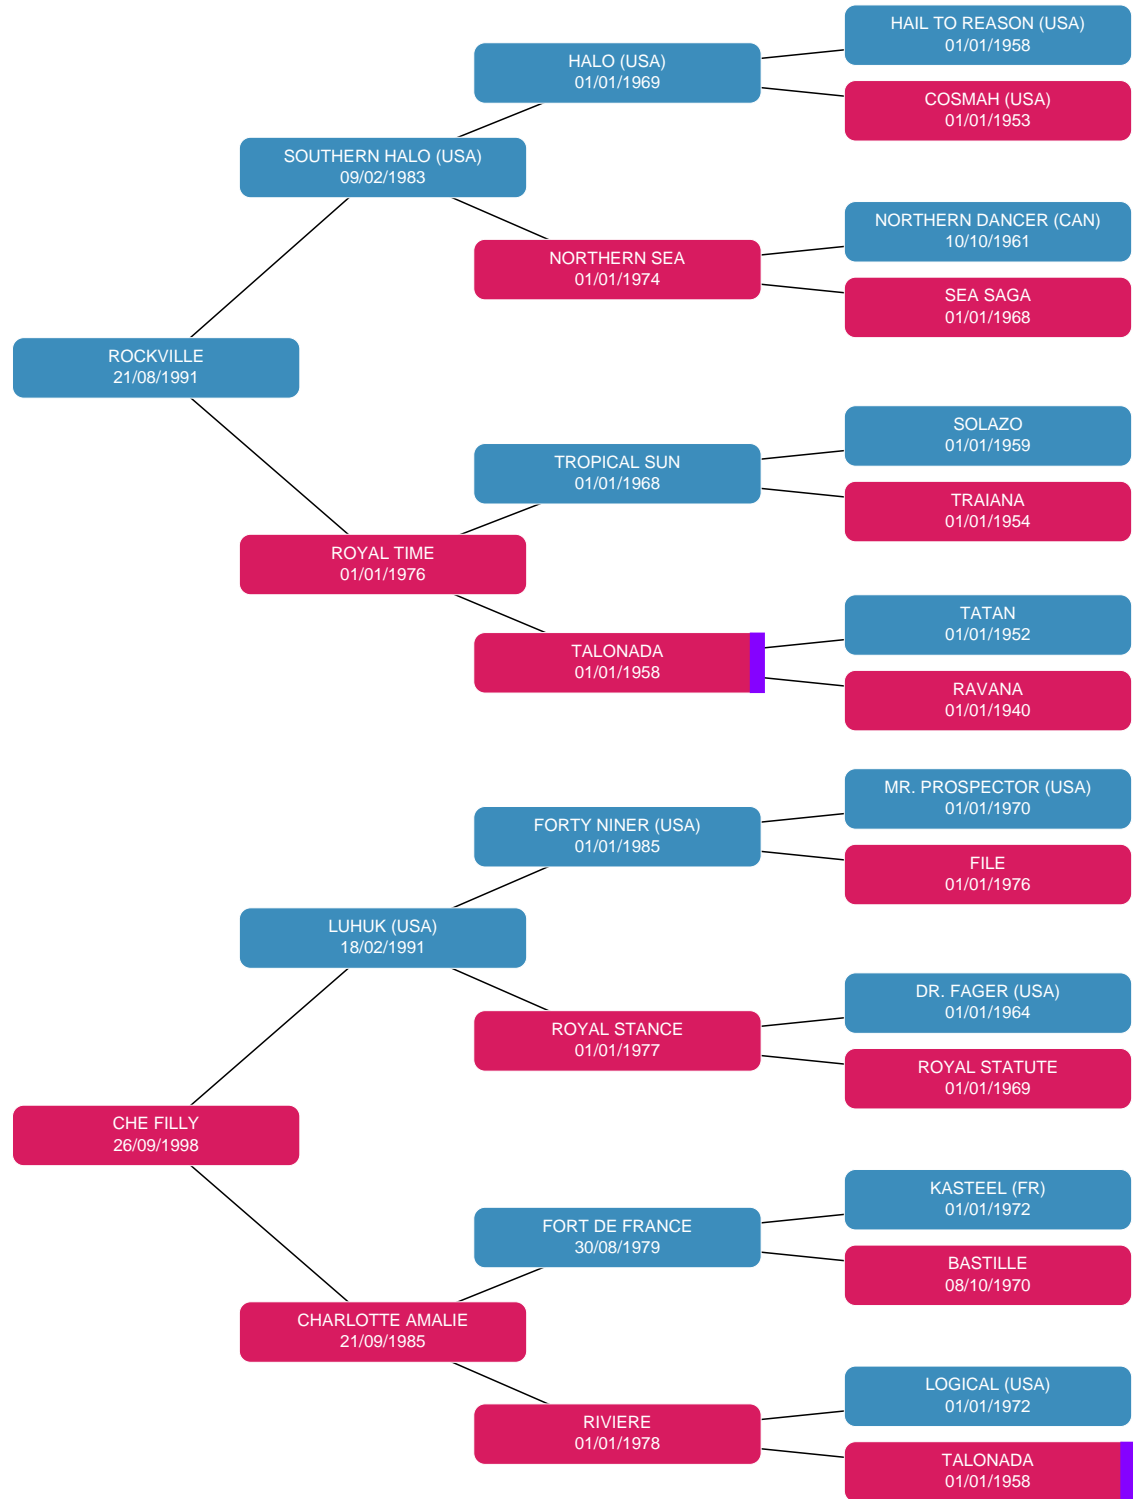 HAIL TO REASON (USA)
01/01/1958
HALO (USA)
01/01/1969
COSMAH (USA)
01/01/1953
SOUTHERN HALO (USA)
09/02/1983
NORTHERN DANCER (CAN)
10/10/1961
NORTHERN SEA
01/01/1974
SEA SAGA
01/01/1968
ROCKVILLE
21/08/1991
SOLAZO
01/01/1959
TROPICAL SUN
01/01/1968
TRAIANA
01/01/1954
ROYAL TIME
01/01/1976
TATAN
01/01/1952
TALONADA
01/01/1958
RAVANA
01/01/1940
MR. PROSPECTOR (USA)
01/01/1970
FORTY NINER (USA)
01/01/1985
FILE
01/01/1976
LUHUK (USA)
18/02/1991
DR. FAGER (USA)
01/01/1964
ROYAL STANCE
01/01/1977
ROYAL STATUTE
01/01/1969
CHE FILLY
26/09/1998
KASTEEL (FR)
01/01/1972
FORT DE FRANCE
30/08/1979
BASTILLE
08/10/1970
CHARLOTTE AMALIE
21/09/1985
LOGICAL (USA)
01/01/1972
RIVIERE
01/01/1978
TALONADA
01/01/1958